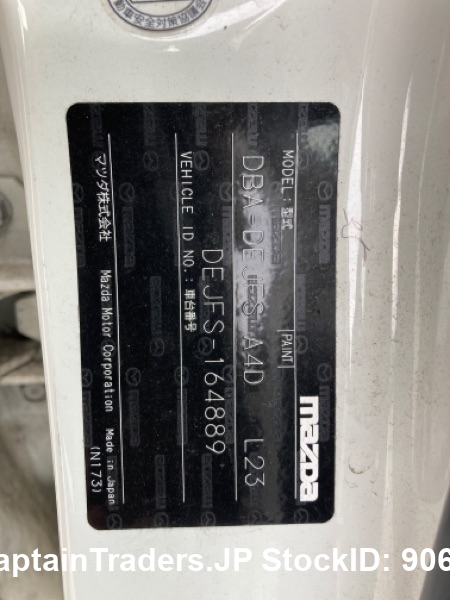 mazda
MODEL:型式 PAINT
DBA-DEJFS A4D L23
VEHICLE ID NO.:車台番号
DEJFS-164889
マツダ株式会社 Mazda Motor Corporation Made in Japan
(N173)
aptainTraders.JP StockID: 906